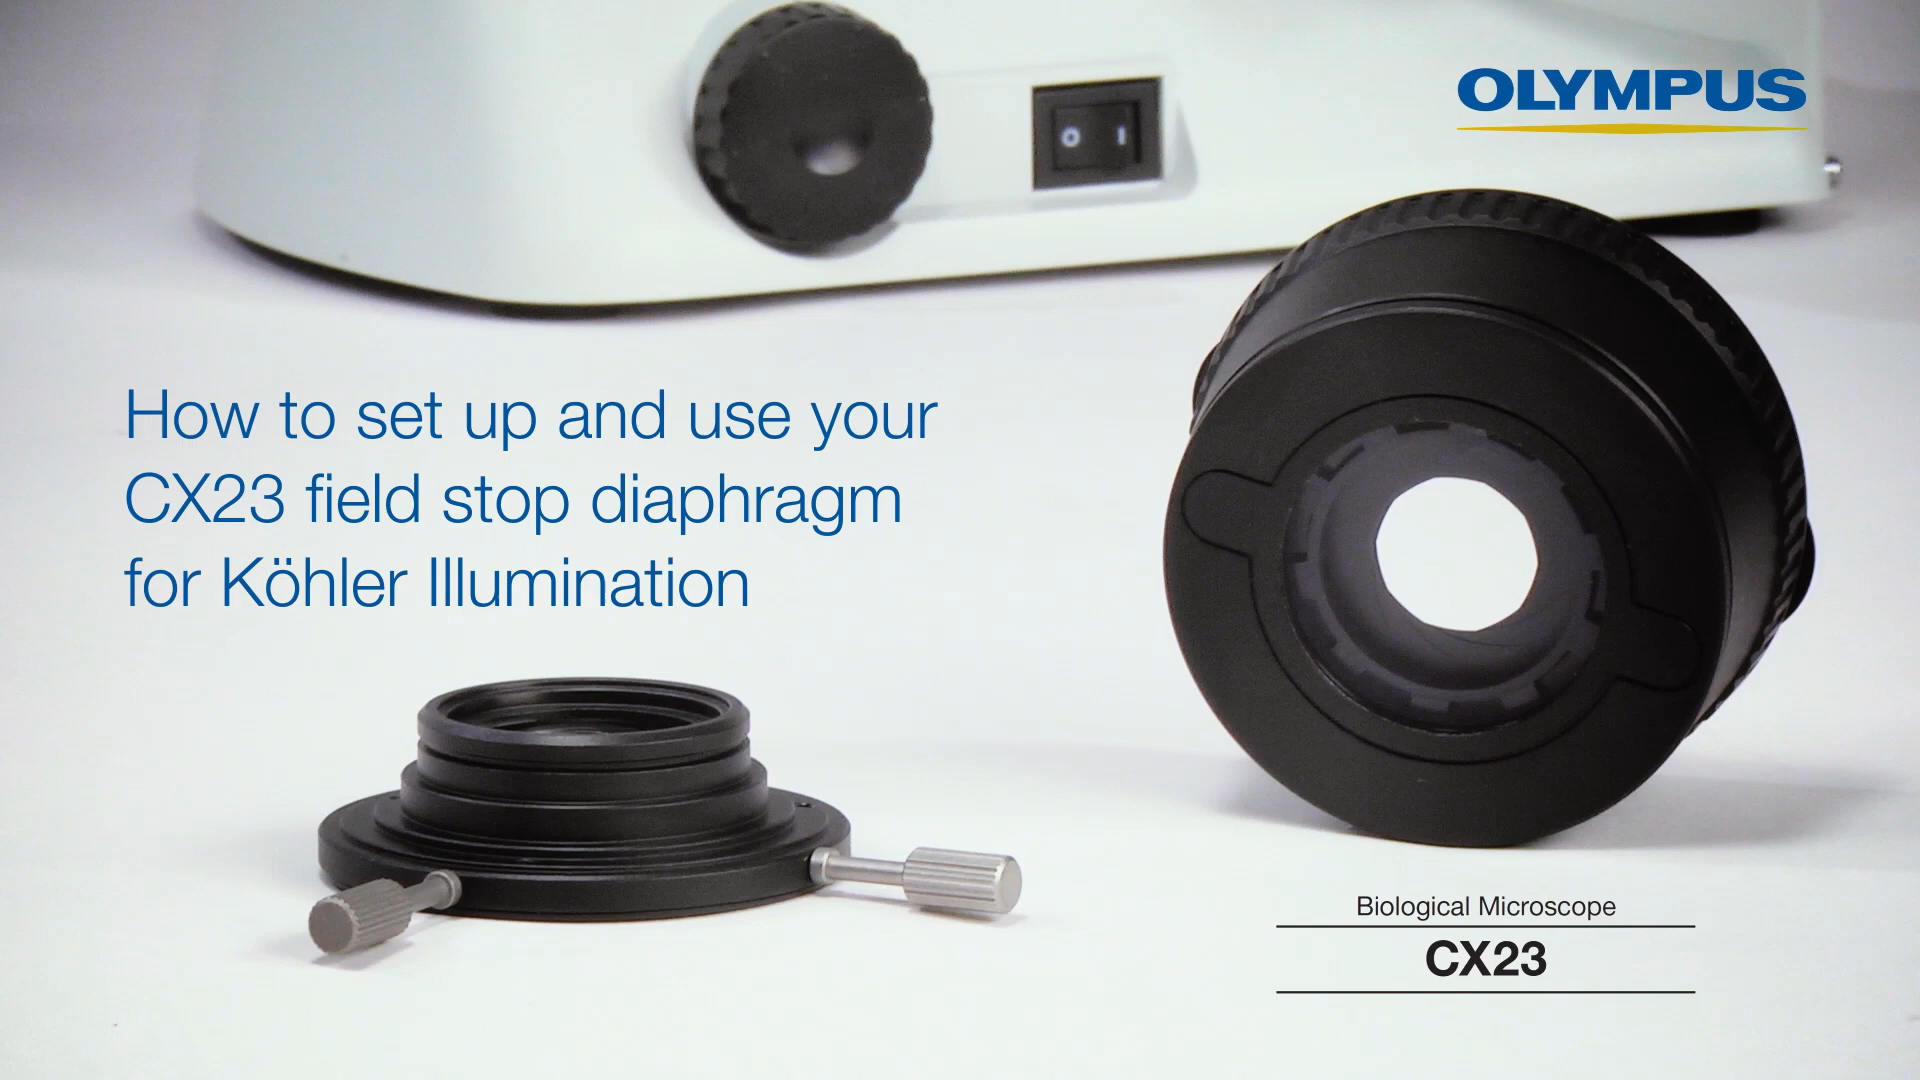 OLYMPUS
How to set up and use your
CX23 field stop diaphragm
for Köhler Illumination
Biological Microscope
CX23